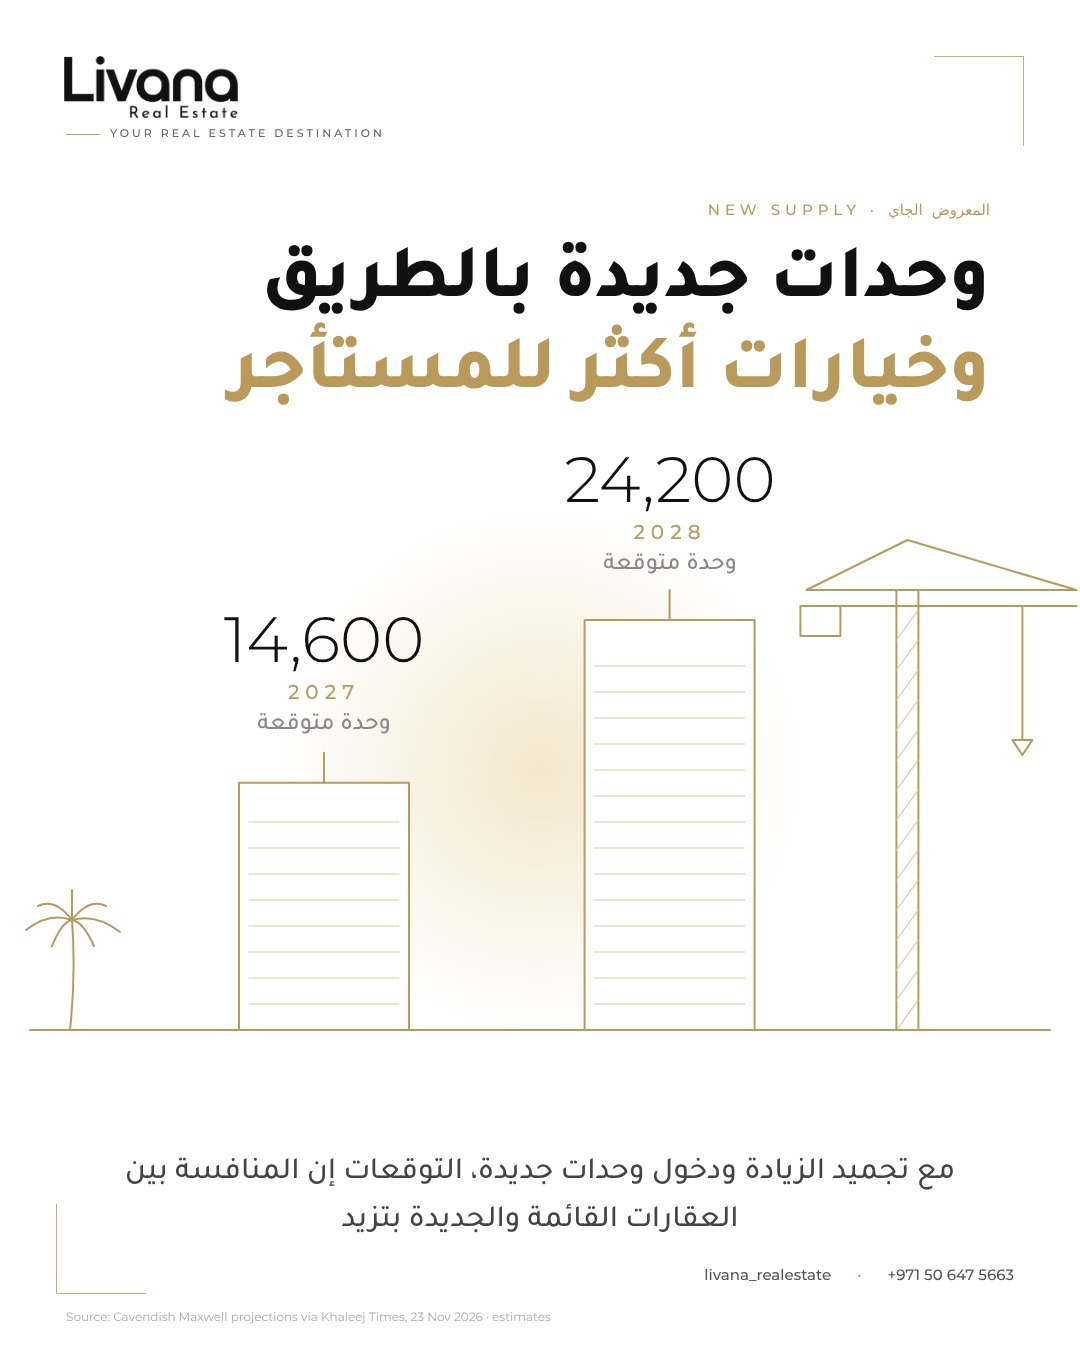 Livana
Real Estate
YOUR REAL ESTATE DESTINATION
NEW SUPPLY · المعروض الجاي
وحدات جديدة بالطريق
وخيارات أكثر للمستأجر
24,200
2028
وحدة متوقعة
14,600
2027
وحدة متوقعة
مع تجميد الزيادة ودخول وحدات جديدة، التوقعات إن المنافسة بين
العقارات القائمة والجديدة بتزيد
livana_realestate · +971 50 647 5663
Source: Cavendish Maxwell projections via Khaleej Times, 23 Nov 2026 · estimates